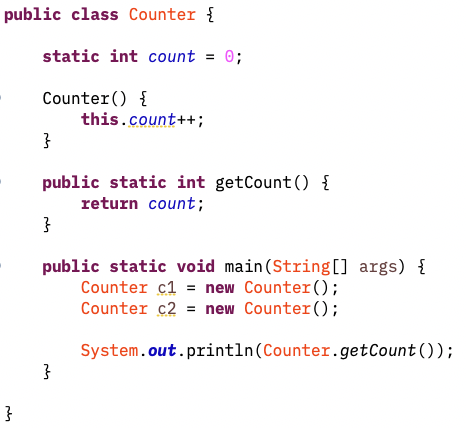 public class Counter {
static int count = 0;
Counter() {
this.count++;
}
public static int getCount() {
return count;
}
public static void main(String[] args) {
Counter c1 = new Counter();
Counter c2 = new Counter();
System.out.println(Counter.getCount());
}
}